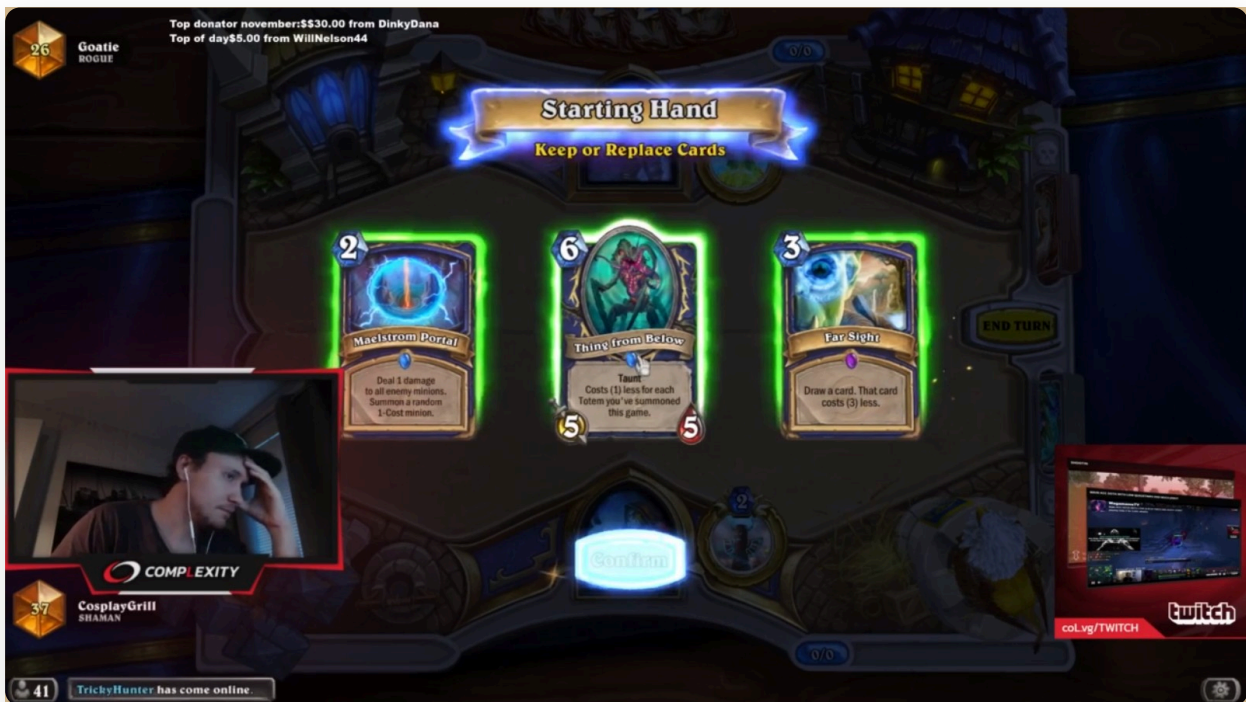 Top donator november:$$30.00 from DinkyDana
Top of day$5.00 from WillNelson44
26
Goatie
ROGUE
0/0
Starting Hand
Keep or Replace Cards
2
Maelstrom Portal
Deal 1 damage
to all enemy minions.
Summon a random
1-Cost minion.
6
Thing from Below
Taunt
Costs (1) less for each
Totem you've summoned
this game.
5
5
3
Far Sight
Draw a card. That card
costs (3) less.
END TURN
2
Confirm
COMPLEXITY
37
CosplayGrill
SHAMAN
0/0
twitch
coL.vg/TWITCH
41
TrickyHunter has come online.